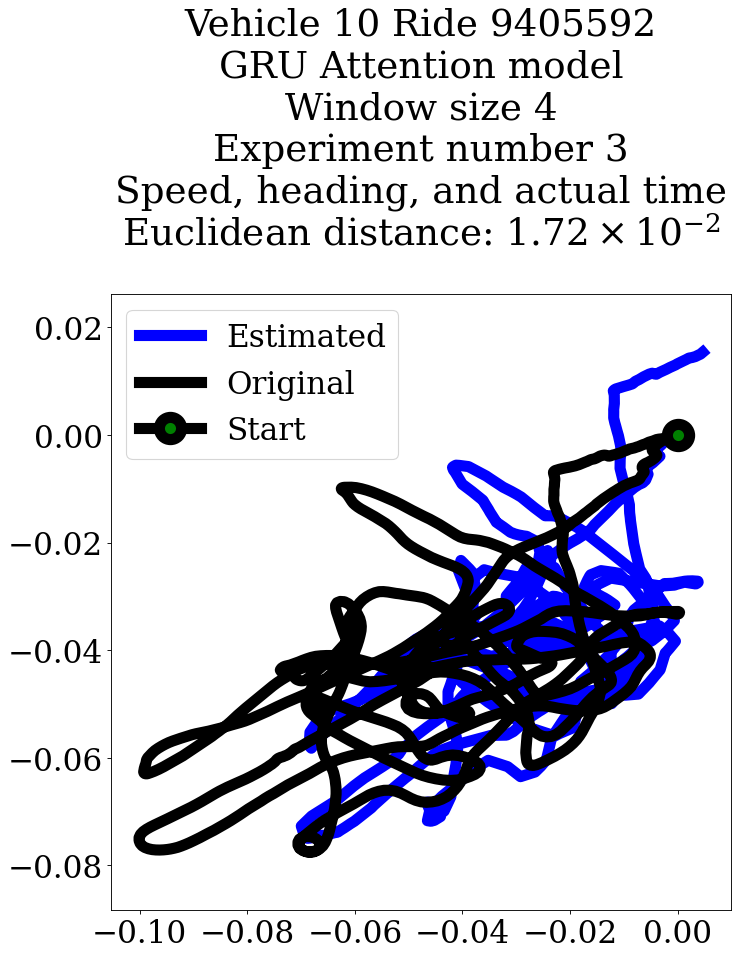 Vehicle 10 Ride 9405592
GRU Attention model
Window size 4
Experiment number 3
Speed, heading, and actual time
Euclidean distance: 1.72 × 10⁻²
Estimated
Original
Start
0.02
0.00
−0.02
−0.04
−0.06
−0.08
−0.10 −0.08 −0.06 −0.04 −0.02 0.00